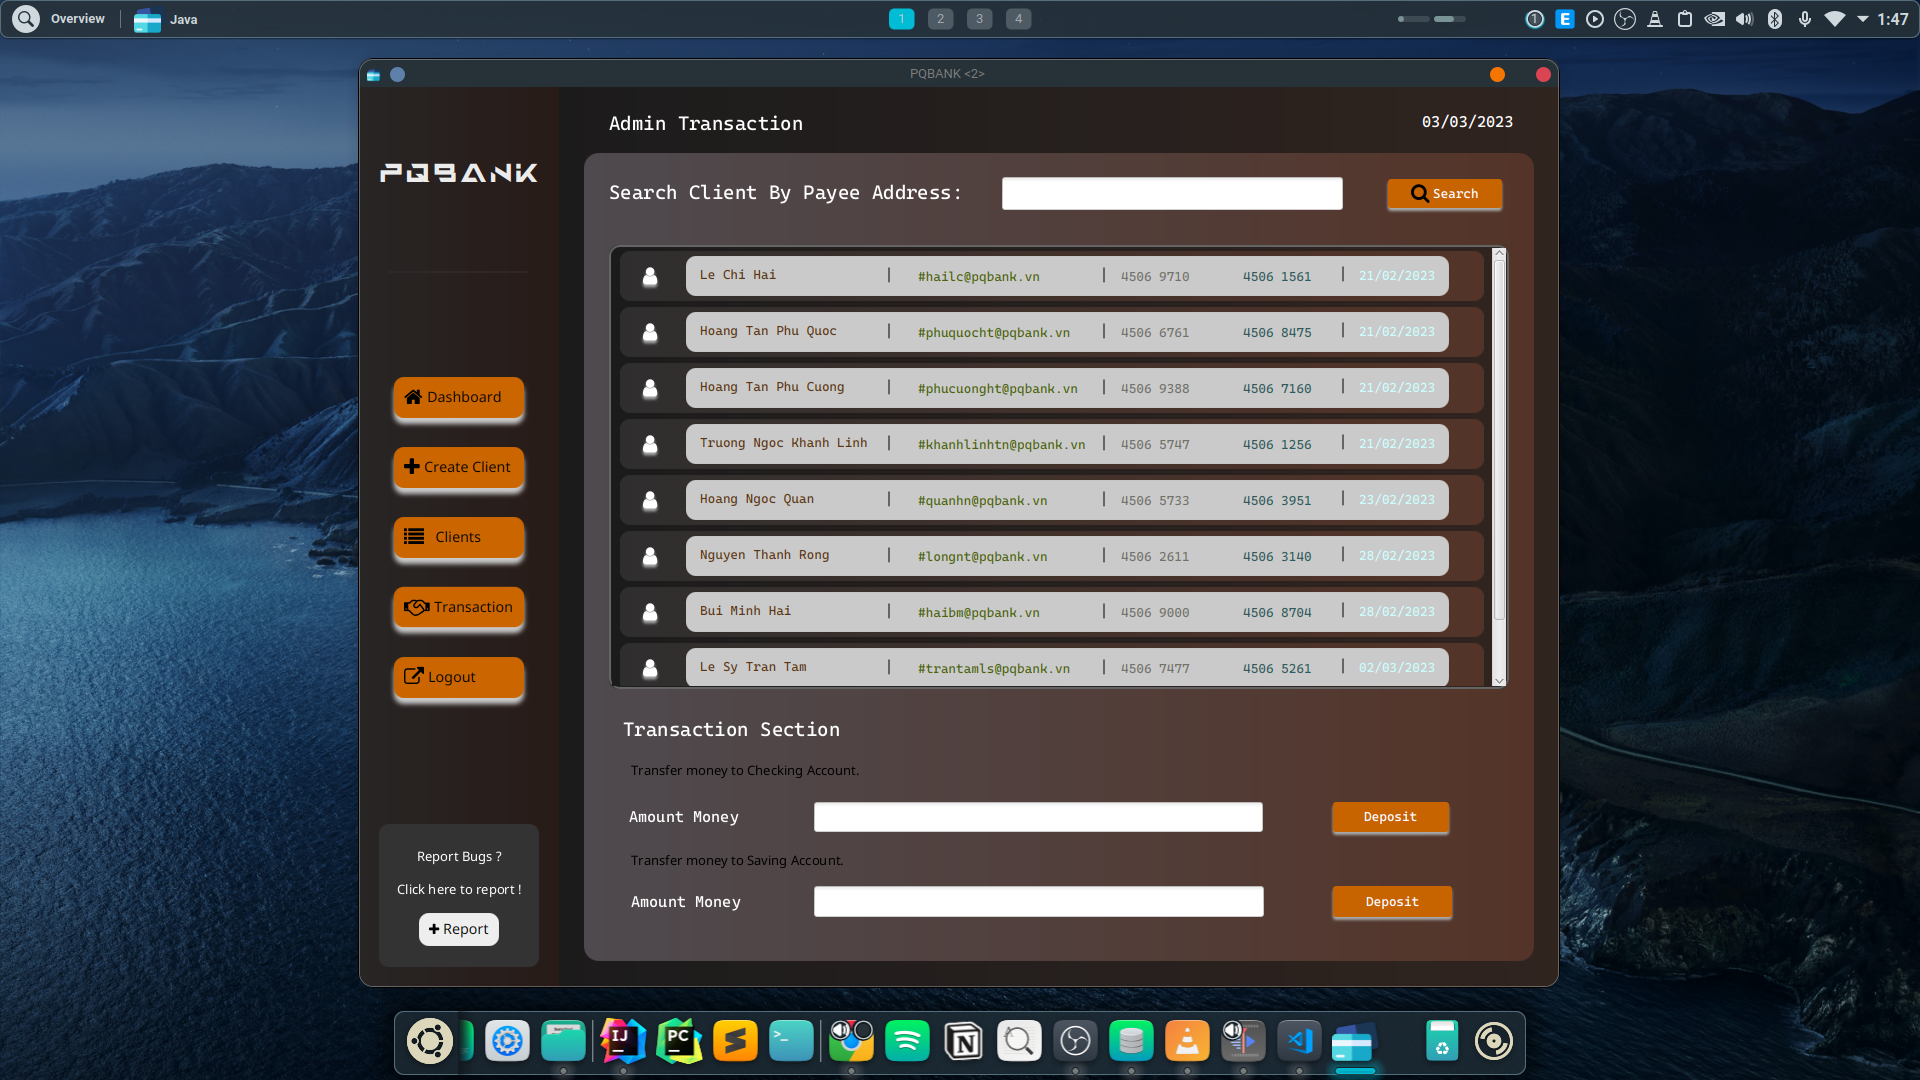 Overview
Java
1 2 3 4
1:47
PQBANK <2>
Admin Transaction
03/03/2023
PQBANK
Search Client By Payee Address:
Search
Le Chi Hai | #hailc@pqbank.vn | 4506 9710 4506 1561 | 21/02/2023
Hoang Tan Phu Quoc | #phuquocht@pqbank.vn | 4506 6761 4506 8475 | 21/02/2023
Hoang Tan Phu Cuong | #phucuonght@pqbank.vn | 4506 9388 4506 7160 | 21/02/2023
Truong Ngoc Khanh Linh | #khanhlinhtn@pqbank.vn | 4506 5747 4506 1256 | 21/02/2023
Hoang Ngoc Quan | #quanhn@pqbank.vn | 4506 5733 4506 3951 | 23/02/2023
Nguyen Thanh Rong | #longnt@pqbank.vn | 4506 2611 4506 3140 | 28/02/2023
Bui Minh Hai | #haibm@pqbank.vn | 4506 9000 4506 8704 | 28/02/2023
Le Sy Tran Tam | #trantamls@pqbank.vn | 4506 7477 4506 5261 | 02/03/2023
Dashboard
Create Client
Clients
Transaction
Logout
Transaction Section
Transfer money to Checking Account.
Amount Money
Deposit
Transfer money to Saving Account.
Amount Money
Deposit
Report Bugs ?
Click here to report !
Report
IJ
PC